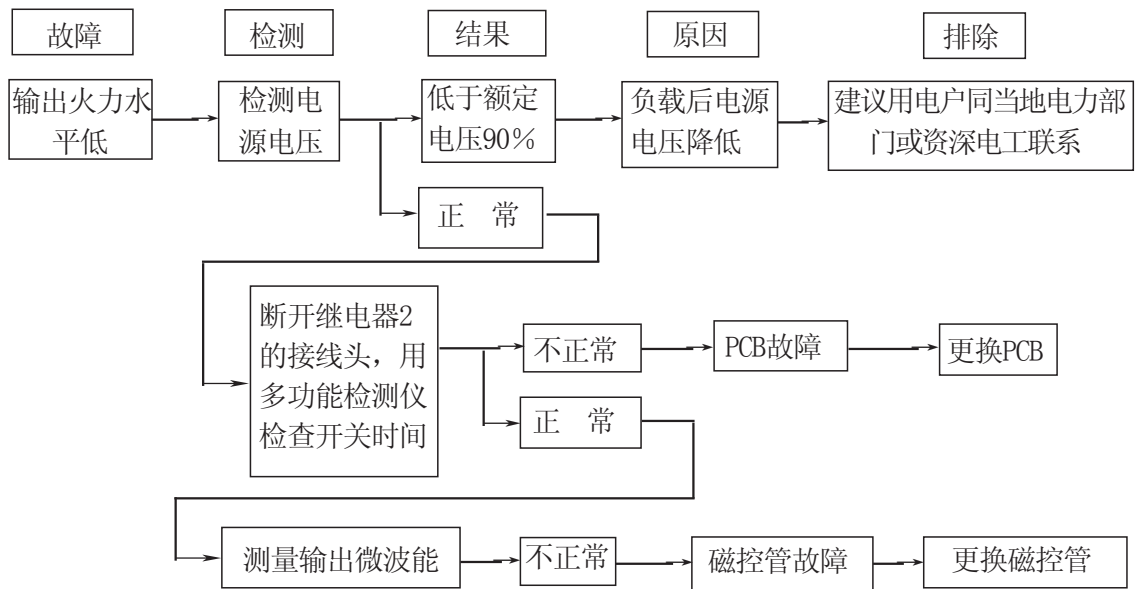 故障
检测
结果
原因
排除
输出火力水
平低
检测电
源电压
低于额定
电压90%
负载后电源
电压降低
建议用电户同当地电力部
门或资深电工联系
正 常
断开继电器2
的接线头，用
多功能检测仪
检查开关时间
不正常
PCB故障
更换PCB
正 常
测量输出微波能
不正常
磁控管故障
更换磁控管